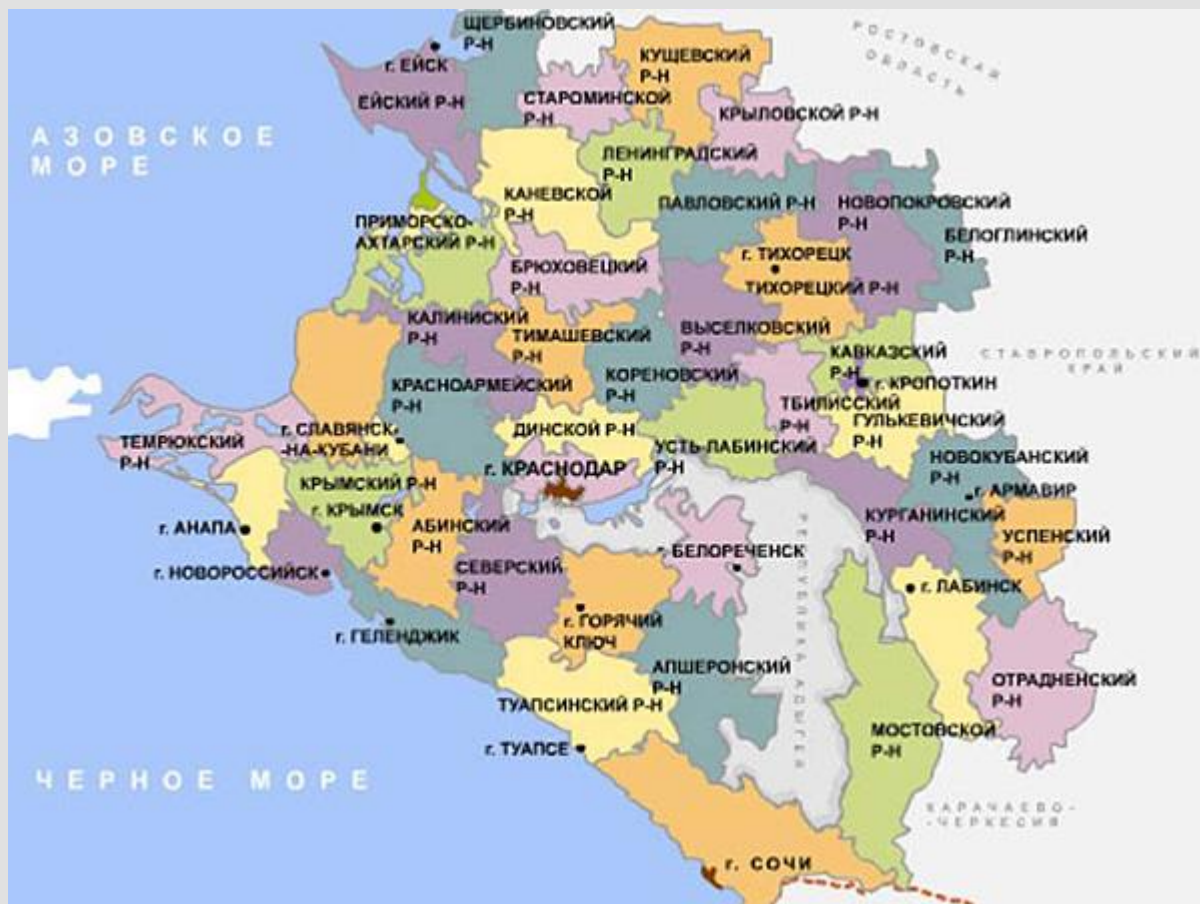 ЩЕРБИНОВСКИЙ
Р-Н
г. ЕЙСК
ЕЙСКИЙ Р-Н
КУЩЕВСКИЙ
Р-Н
РОСТОВСКАЯ
ОБЛАСТЬ
СТАРОМИНСКОЙ
Р-Н
КРЫЛОВСКОЙ Р-Н
АЗОВСКОЕ
МОРЕ
ЛЕНИНГРАДСКИЙ
Р-Н
КАНЕВСКОЙ
Р-Н
ПАВЛОВСКИЙ Р-Н
НОВОПОКРОВСКИЙ
Р-Н
БЕЛОГЛИНСКИЙ
Р-Н
ПРИМОРСКО-
АХТАРСКИЙ Р-Н
БРЮХОВЕЦКИЙ
Р-Н
г. ТИХОРЕЦК
ТИХОРЕЦКИЙ Р-Н
КАЛИНИСКИЙ
Р-Н
ТИМАШЕВСКИЙ
Р-Н
ВЫСЕЛКОВСКИЙ
Р-Н
КАВКАЗСКИЙ
Р-Н
СТАВРОПОЛЬСКИЙ
КРАЙ
КРАСНОАРМЕЙСКИЙ
Р-Н
КОРЕНОВСКИЙ
Р-Н
г. КРОПОТКИН
ТБИЛИССКИЙ
Р-Н
ГУЛЬКЕВИЧСКИЙ
Р-Н
ТЕМРЮКСКИЙ
Р-Н
г. СЛАВЯНСК-
-НА-КУБАНИ
ДИНСКОЙ Р-Н
УСТЬ-ЛАБИНСКИЙ
Р-Н
НОВОКУБАНСКИЙ
Р-Н
г. КРАСНОДАР
КРЫМСКИЙ Р-Н
г. КРЫМСК
г. АРМАВИР
г. АНАПА
АБИНСКИЙ
Р-Н
КУРГАНИНСКИЙ
Р-Н
УСПЕНСКИЙ
Р-Н
г. НОВОРОССИЙСК
СЕВЕРСКИЙ
Р-Н
г. БЕЛОРЕЧЕНСК
РЕСПУБЛИКА АДЫГЕЯ
г. ЛАБИНСК
г. ГЕЛЕНДЖИК
г. ГОРЯЧИЙ
КЛЮЧ
АПШЕРОНСКИЙ
Р-Н
ОТРАДНЕНСКИЙ
Р-Н
ТУАПСИНСКИЙ Р-Н
МОСТОВСКОЙ
Р-Н
г. ТУАПСЕ
ЧЕРНОЕ МОРЕ
КАРАЧАЕВО-
-ЧЕРКЕСИЯ
г. СОЧИ